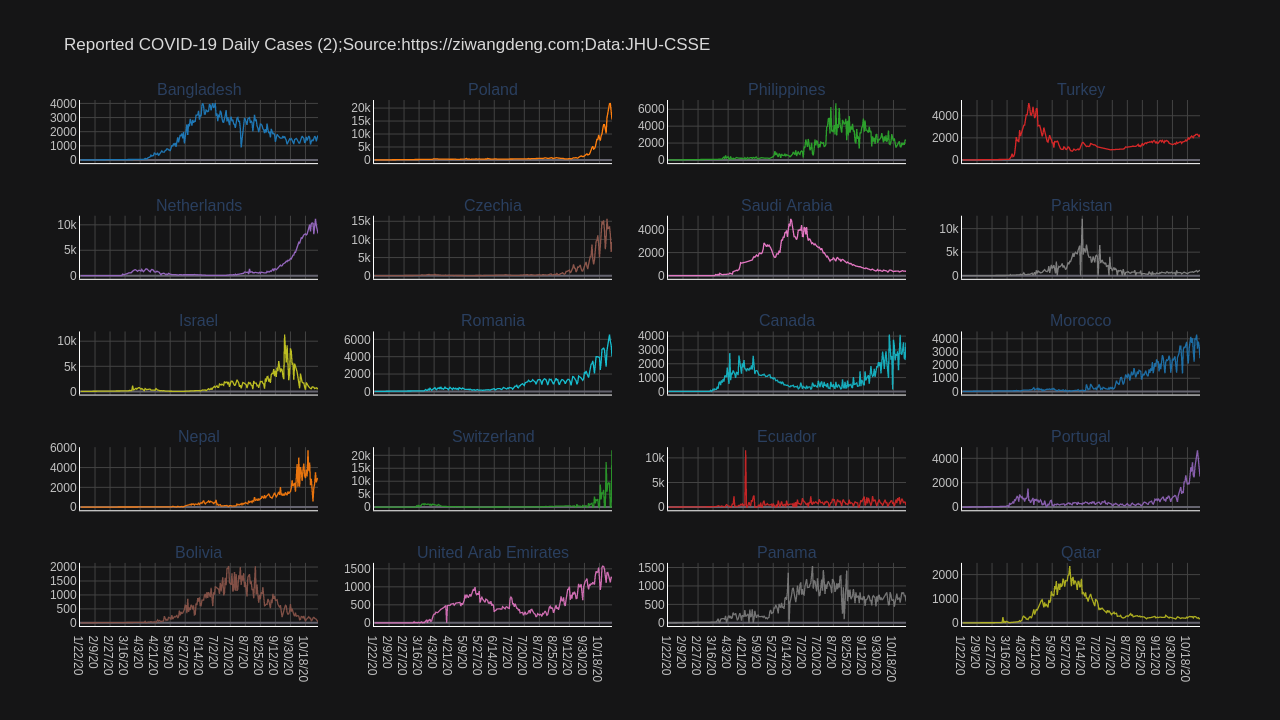 Reported COVID-19 Daily Cases (2);Source:https://ziwangdeng.com;Data:JHU-CSSE
Bangladesh
4000
3000
2000
1000
0
Poland
20k
15k
10k
5k
0
Philippines
6000
4000
2000
0
Turkey
4000
2000
0
Netherlands
10k
5k
0
Czechia
15k
10k
5k
0
Saudi Arabia
4000
2000
0
Pakistan
10k
5k
0
Israel
10k
5k
0
Romania
6000
4000
2000
0
Canada
4000
3000
2000
1000
0
Morocco
4000
3000
2000
1000
0
Nepal
6000
4000
2000
0
Switzerland
20k
15k
10k
5k
0
Ecuador
10k
5k
0
Portugal
4000
2000
0
Bolivia
2000
1500
1000
500
0
United Arab Emirates
1500
1000
500
0
Panama
1500
1000
500
0
Qatar
2000
1000
0
1/22/20 2/9/20 2/27/20 3/16/20 4/3/20 4/21/20 5/9/20 5/27/20 6/14/20 7/2/20 7/20/20 8/7/20 8/25/20 9/12/20 9/30/20 10/18/20
1/22/20 2/9/20 2/27/20 3/16/20 4/3/20 4/21/20 5/9/20 5/27/20 6/14/20 7/2/20 7/20/20 8/7/20 8/25/20 9/12/20 9/30/20 10/18/20
1/22/20 2/9/20 2/27/20 3/16/20 4/3/20 4/21/20 5/9/20 5/27/20 6/14/20 7/2/20 7/20/20 8/7/20 8/25/20 9/12/20 9/30/20 10/18/20
1/22/20 2/9/20 2/27/20 3/16/20 4/3/20 4/21/20 5/9/20 5/27/20 6/14/20 7/2/20 7/20/20 8/7/20 8/25/20 9/12/20 9/30/20 10/18/20